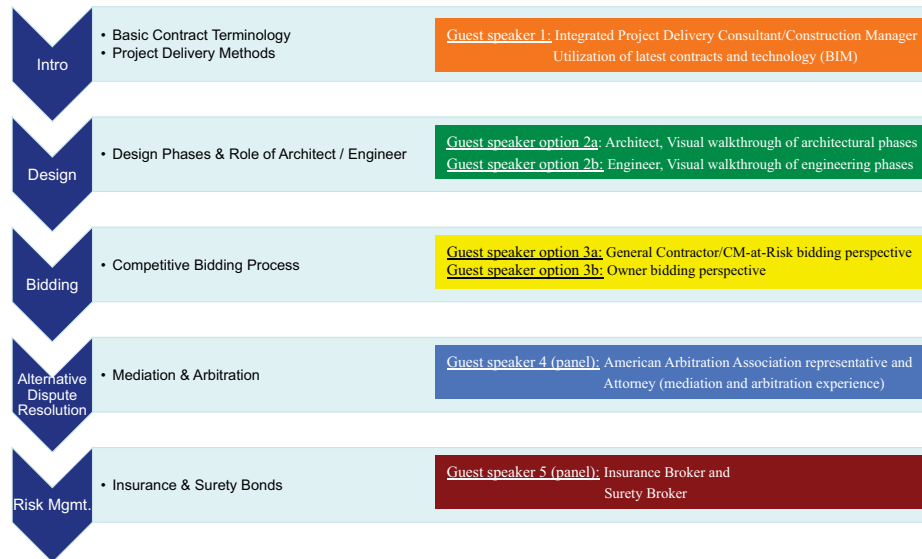 Intro
• Basic Contract Terminology
• Project Delivery Methods
Guest speaker 1: Integrated Project Delivery Consultant/Construction Manager
Utilization of latest contracts and technology (BIM)
Design
• Design Phases & Role of Architect / Engineer
Guest speaker option 2a: Architect, Visual walkthrough of architectural phases
Guest speaker option 2b: Engineer, Visual walkthrough of engineering phases
Bidding
• Competitive Bidding Process
Guest speaker option 3a: General Contractor/CM-at-Risk bidding perspective
Guest speaker option 3b: Owner bidding perspective
Alternative
Dispute
Resolution
• Mediation & Arbitration
Guest speaker 4 (panel): American Arbitration Association representative and
Attorney (mediation and arbitration experience)
Risk Mgmt.
• Insurance & Surety Bonds
Guest speaker 5 (panel): Insurance Broker and
Surety Broker